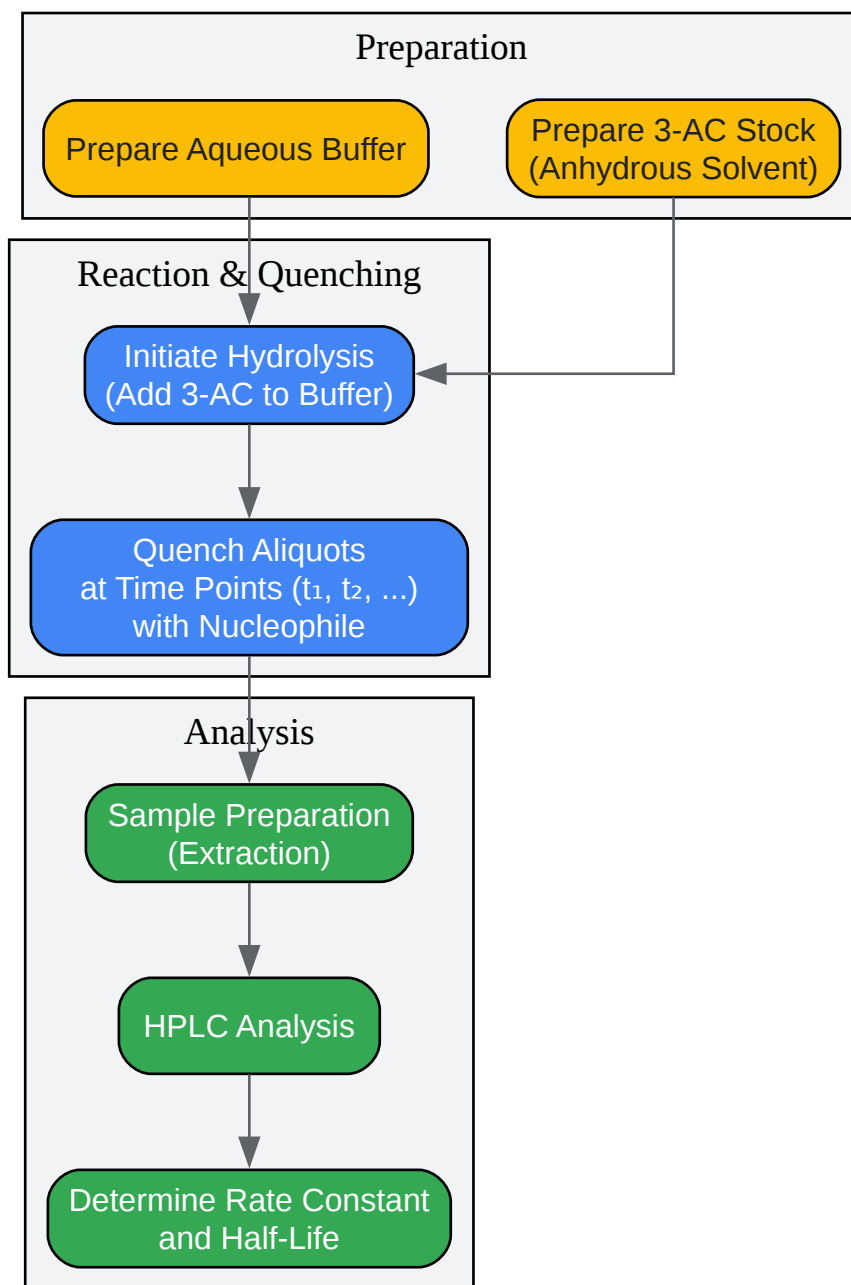 Preparation
Prepare Aqueous Buffer
Prepare 3-AC Stock
(Anhydrous Solvent)
Reaction & Quenching
Initiate Hydrolysis
(Add 3-AC to Buffer)
Quench Aliquots
at Time Points (t₁, t₂, ...)
with Nucleophile
Analysis
Sample Preparation
(Extraction)
HPLC Analysis
Determine Rate Constant
and Half-Life